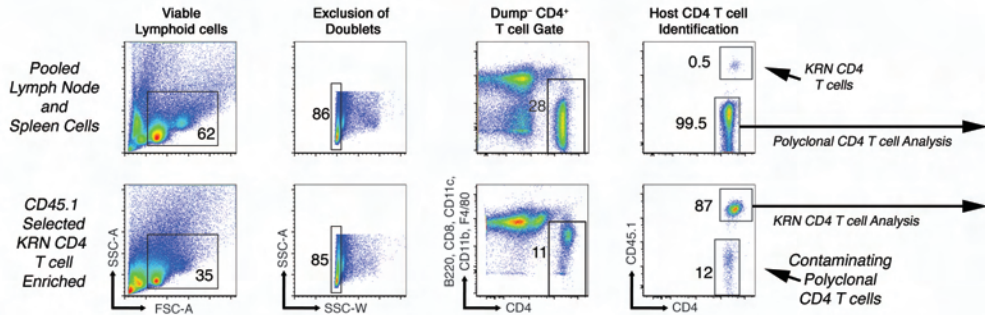 Viable
Lymphoid cells
Exclusion of
Doublets
Dump⁻ CD4⁺
T cell Gate
Host CD4 T cell
Identification
Pooled
Lymph Node
and
Spleen Cells
62
86
28
0.5
99.5
KRN CD4
T cells
Polyclonal CD4 T cell Analysis
CD45.1
Selected
KRN CD4
T cell
Enriched
SSC-A
35
FSC-A
SSC-A
85
SSC-W
B220, CD8, CD11c,
CD11b, F4/80
11
CD4
CD45.1
87
12
CD4
KRN CD4 T cell Analysis
Contaminating
Polyclonal
CD4 T cells